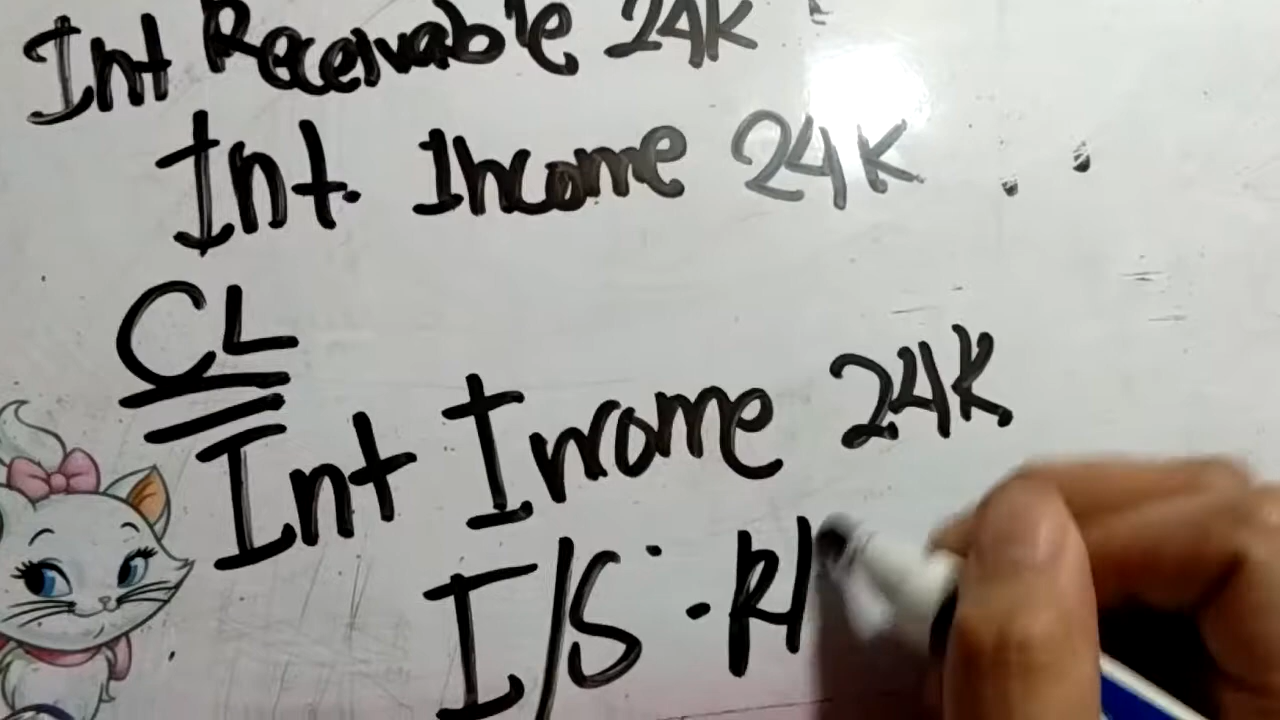 Int Receivable 24K
Int. Income 24K
CL
Int Income 24K
I/S.